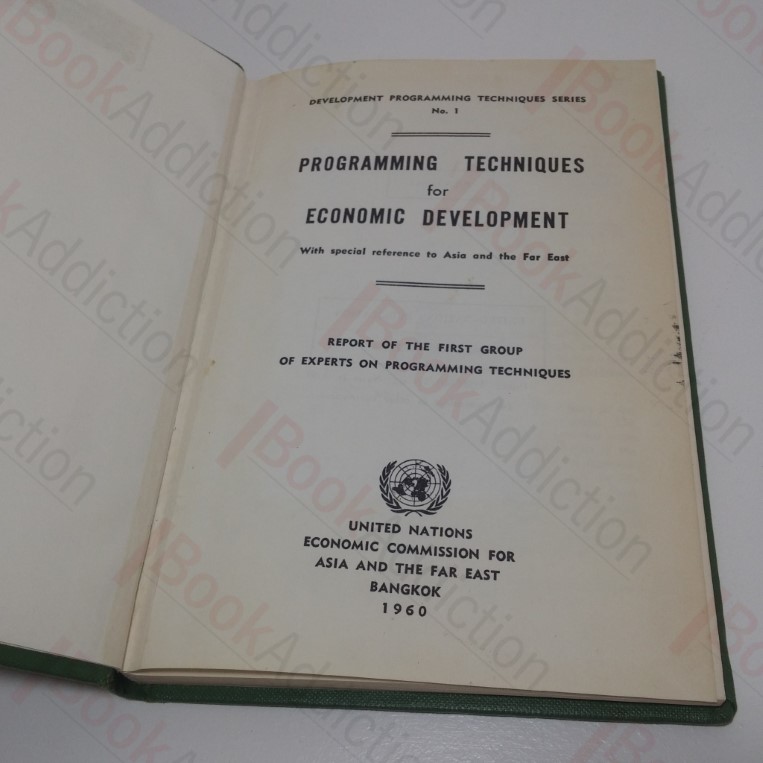 DEVELOPMENT PROGRAMMING TECHNIQUES SERIES
No. 1
PROGRAMMING TECHNIQUES
for
ECONOMIC DEVELOPMENT
With special reference to Asia and the Far East
REPORT OF THE FIRST GROUP
OF EXPERTS ON PROGRAMMING TECHNIQUES
UNITED NATIONS
ECONOMIC COMMISSION FOR
ASIA AND THE FAR EAST
BANGKOK
1960
BookAddiction